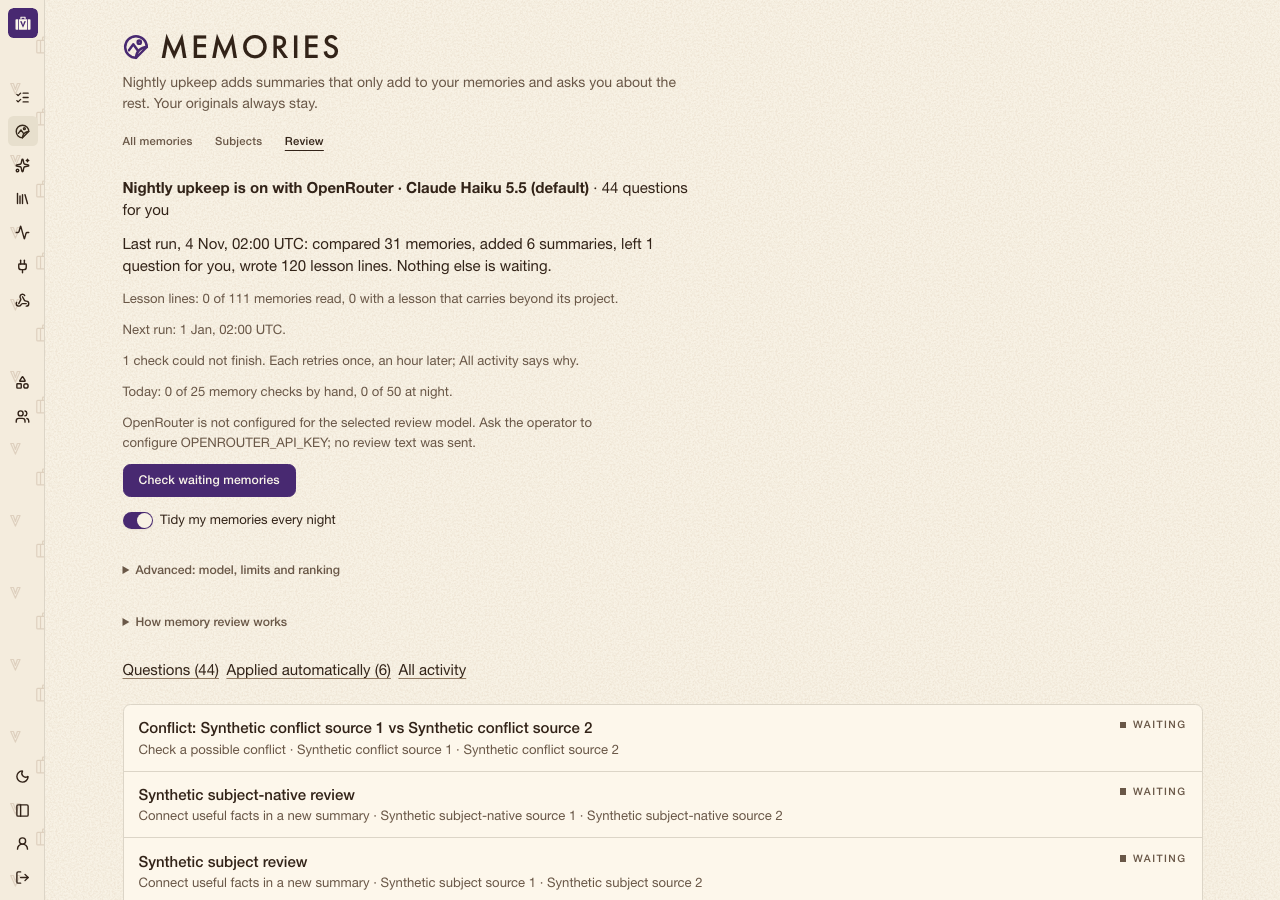 MEMORIES
Nightly upkeep adds summaries that only add to your memories and asks you about the
rest. Your originals always stay.
All memories Subjects Review
Nightly upkeep is on with OpenRouter · Claude Haiku 5.5 (default) · 44 questions
for you
Last run, 4 Nov, 02:00 UTC: compared 31 memories, added 6 summaries, left 1
question for you, wrote 120 lesson lines. Nothing else is waiting.
Lesson lines: 0 of 111 memories read, 0 with a lesson that carries beyond its project.
Next run: 1 Jan, 02:00 UTC.
1 check could not finish. Each retries once, an hour later; All activity says why.
Today: 0 of 25 memory checks by hand, 0 of 50 at night.
OpenRouter is not configured for the selected review model. Ask the operator to
configure OPENROUTER_API_KEY; no review text was sent.
Check waiting memories
Tidy my memories every night
Advanced: model, limits and ranking
How memory review works
Questions (44) Applied automatically (6) All activity
Conflict: Synthetic conflict source 1 vs Synthetic conflict source 2 WAITING
Check a possible conflict · Synthetic conflict source 1 · Synthetic conflict source 2
Synthetic subject-native review WAITING
Connect useful facts in a new summary · Synthetic subject-native source 1 · Synthetic subject-native source 2
Synthetic subject review WAITING
Connect useful facts in a new summary · Synthetic subject source 1 · Synthetic subject source 2